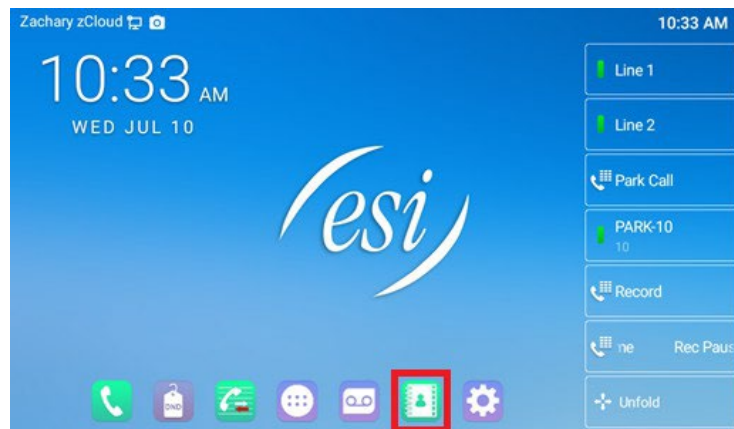 Zachary zCloud
10:33 AM
10:33 AM
WED JUL 10
esi
Line 1
Line 2
Park Call
PARK-10
10
Record
ne Rec Paus
Unfold
DND